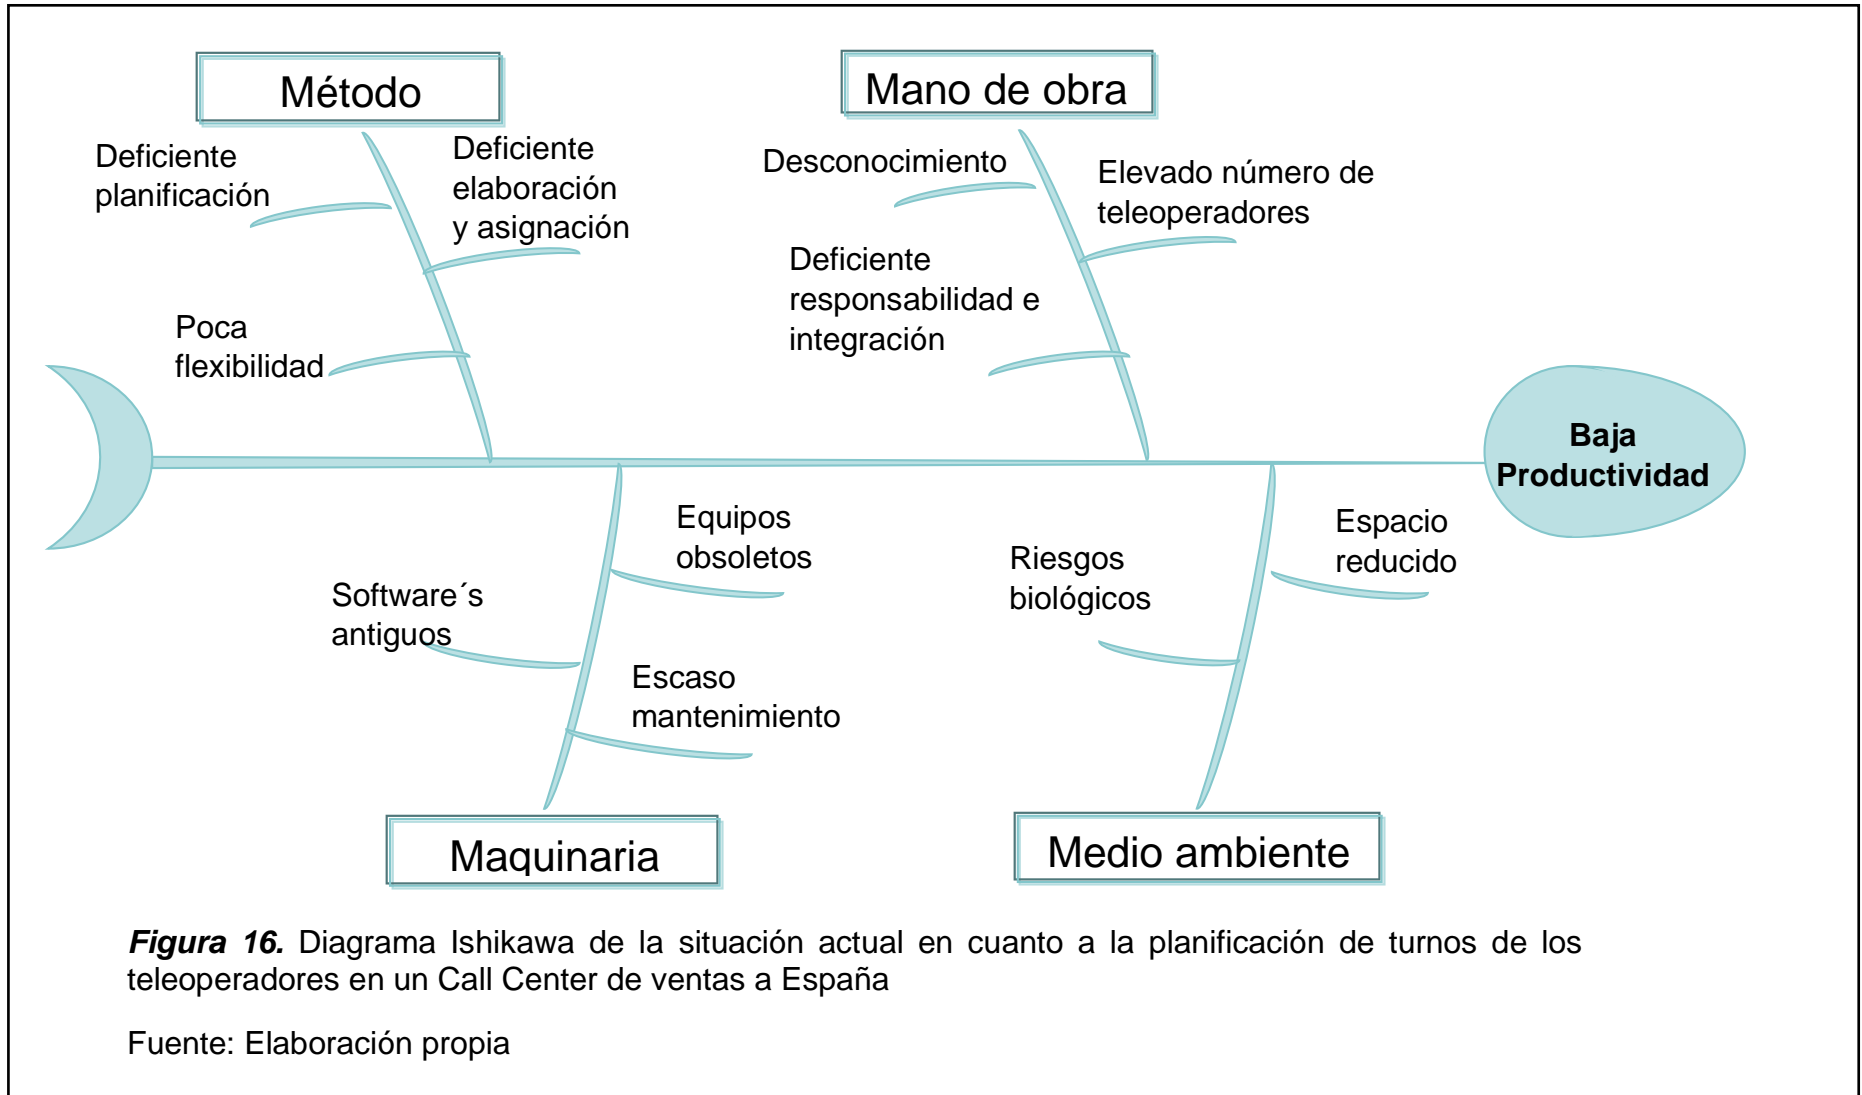 Método
Mano de obra
Deficiente
planificación
Deficiente
elaboración
y asignación
Poca
flexibilidad
Desconocimiento
Elevado número de
teleoperadores
Deficiente
responsabilidad e
integración
Baja
Productividad
Equipos
obsoletos
Software´s
antiguos
Escaso
mantenimiento
Riesgos
biológicos
Espacio
reducido
Maquinaria
Medio ambiente
Figura 16. Diagrama Ishikawa de la situación actual en cuanto a la planificación de turnos de los
teleoperadores en un Call Center de ventas a España
Fuente: Elaboración propia